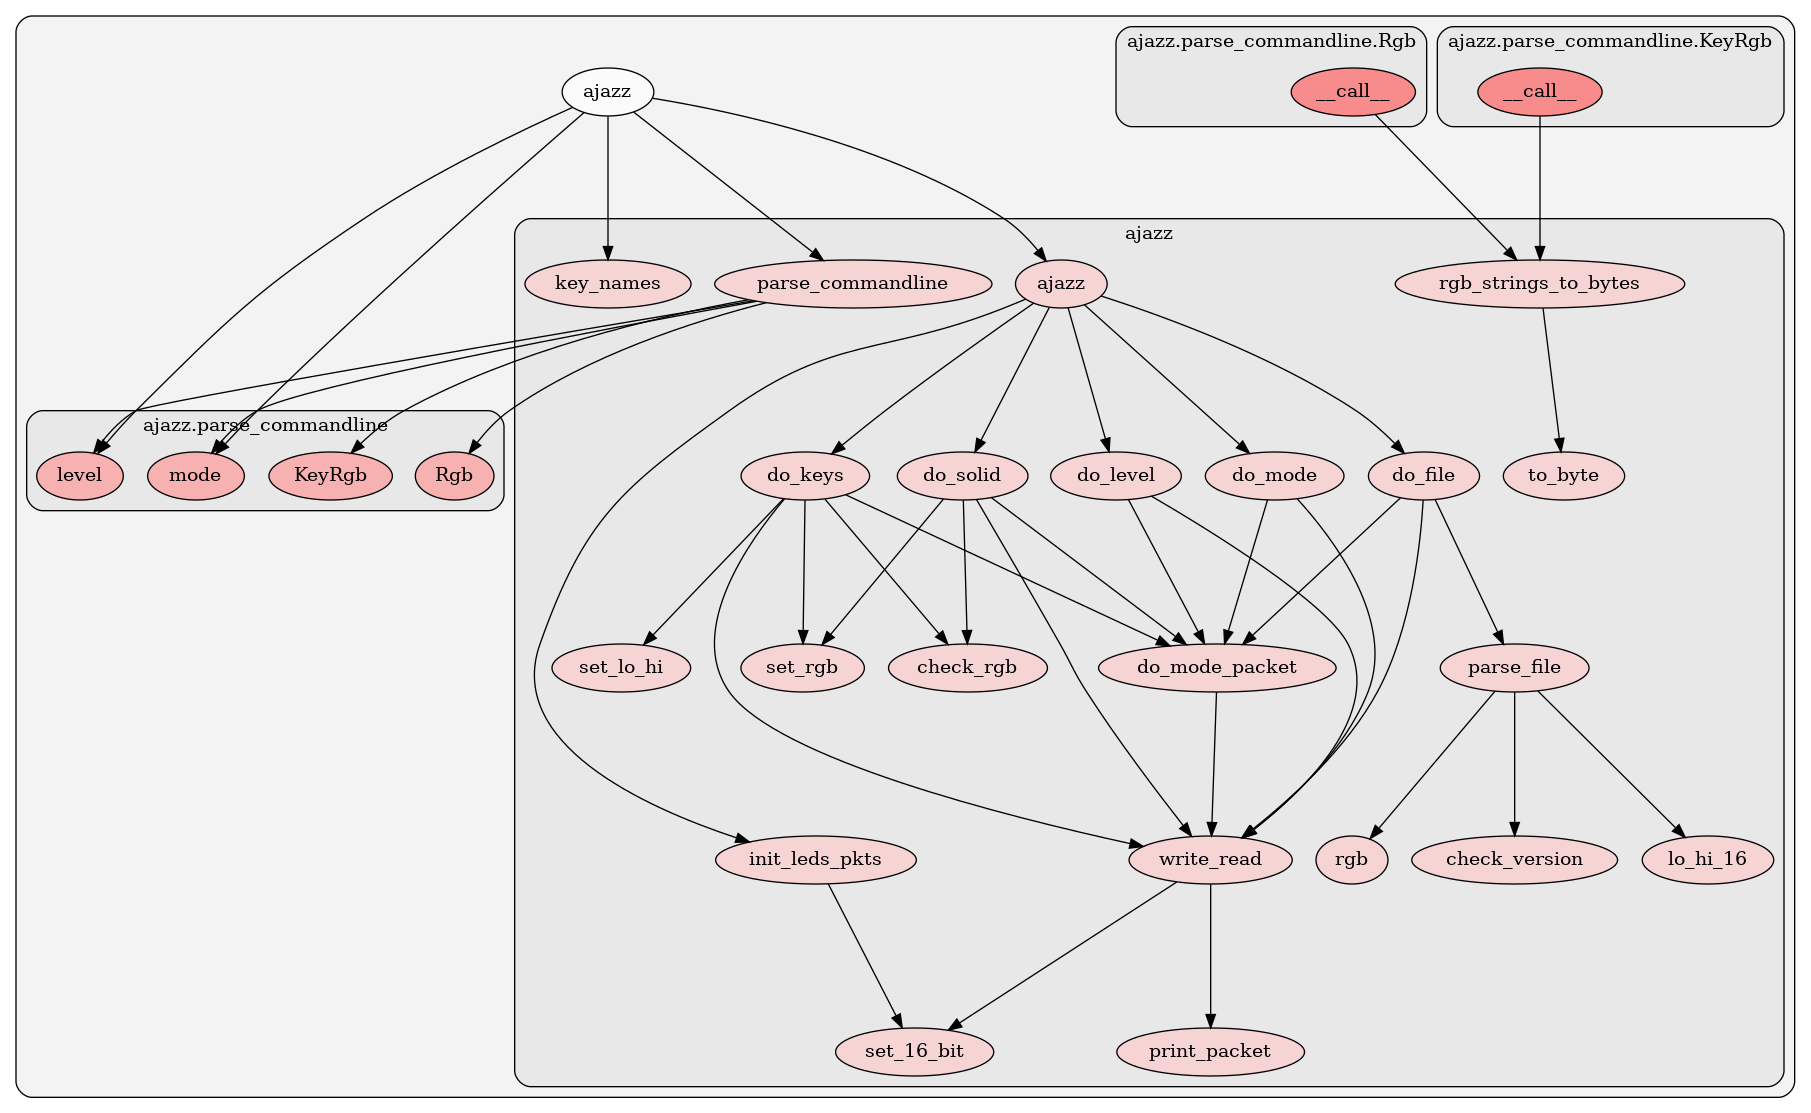 ajazz.parse_commandline.Rgb
ajazz.parse_commandline.KeyRgb
ajazz
__call__
__call__
ajazz
key_names
parse_commandline
ajazz
rgb_strings_to_bytes
ajazz.parse_commandline
level
mode
KeyRgb
Rgb
do_keys
do_solid
do_level
do_mode
do_file
to_byte
set_lo_hi
set_rgb
check_rgb
do_mode_packet
parse_file
init_leds_pkts
write_read
rgb
check_version
lo_hi_16
set_16_bit
print_packet